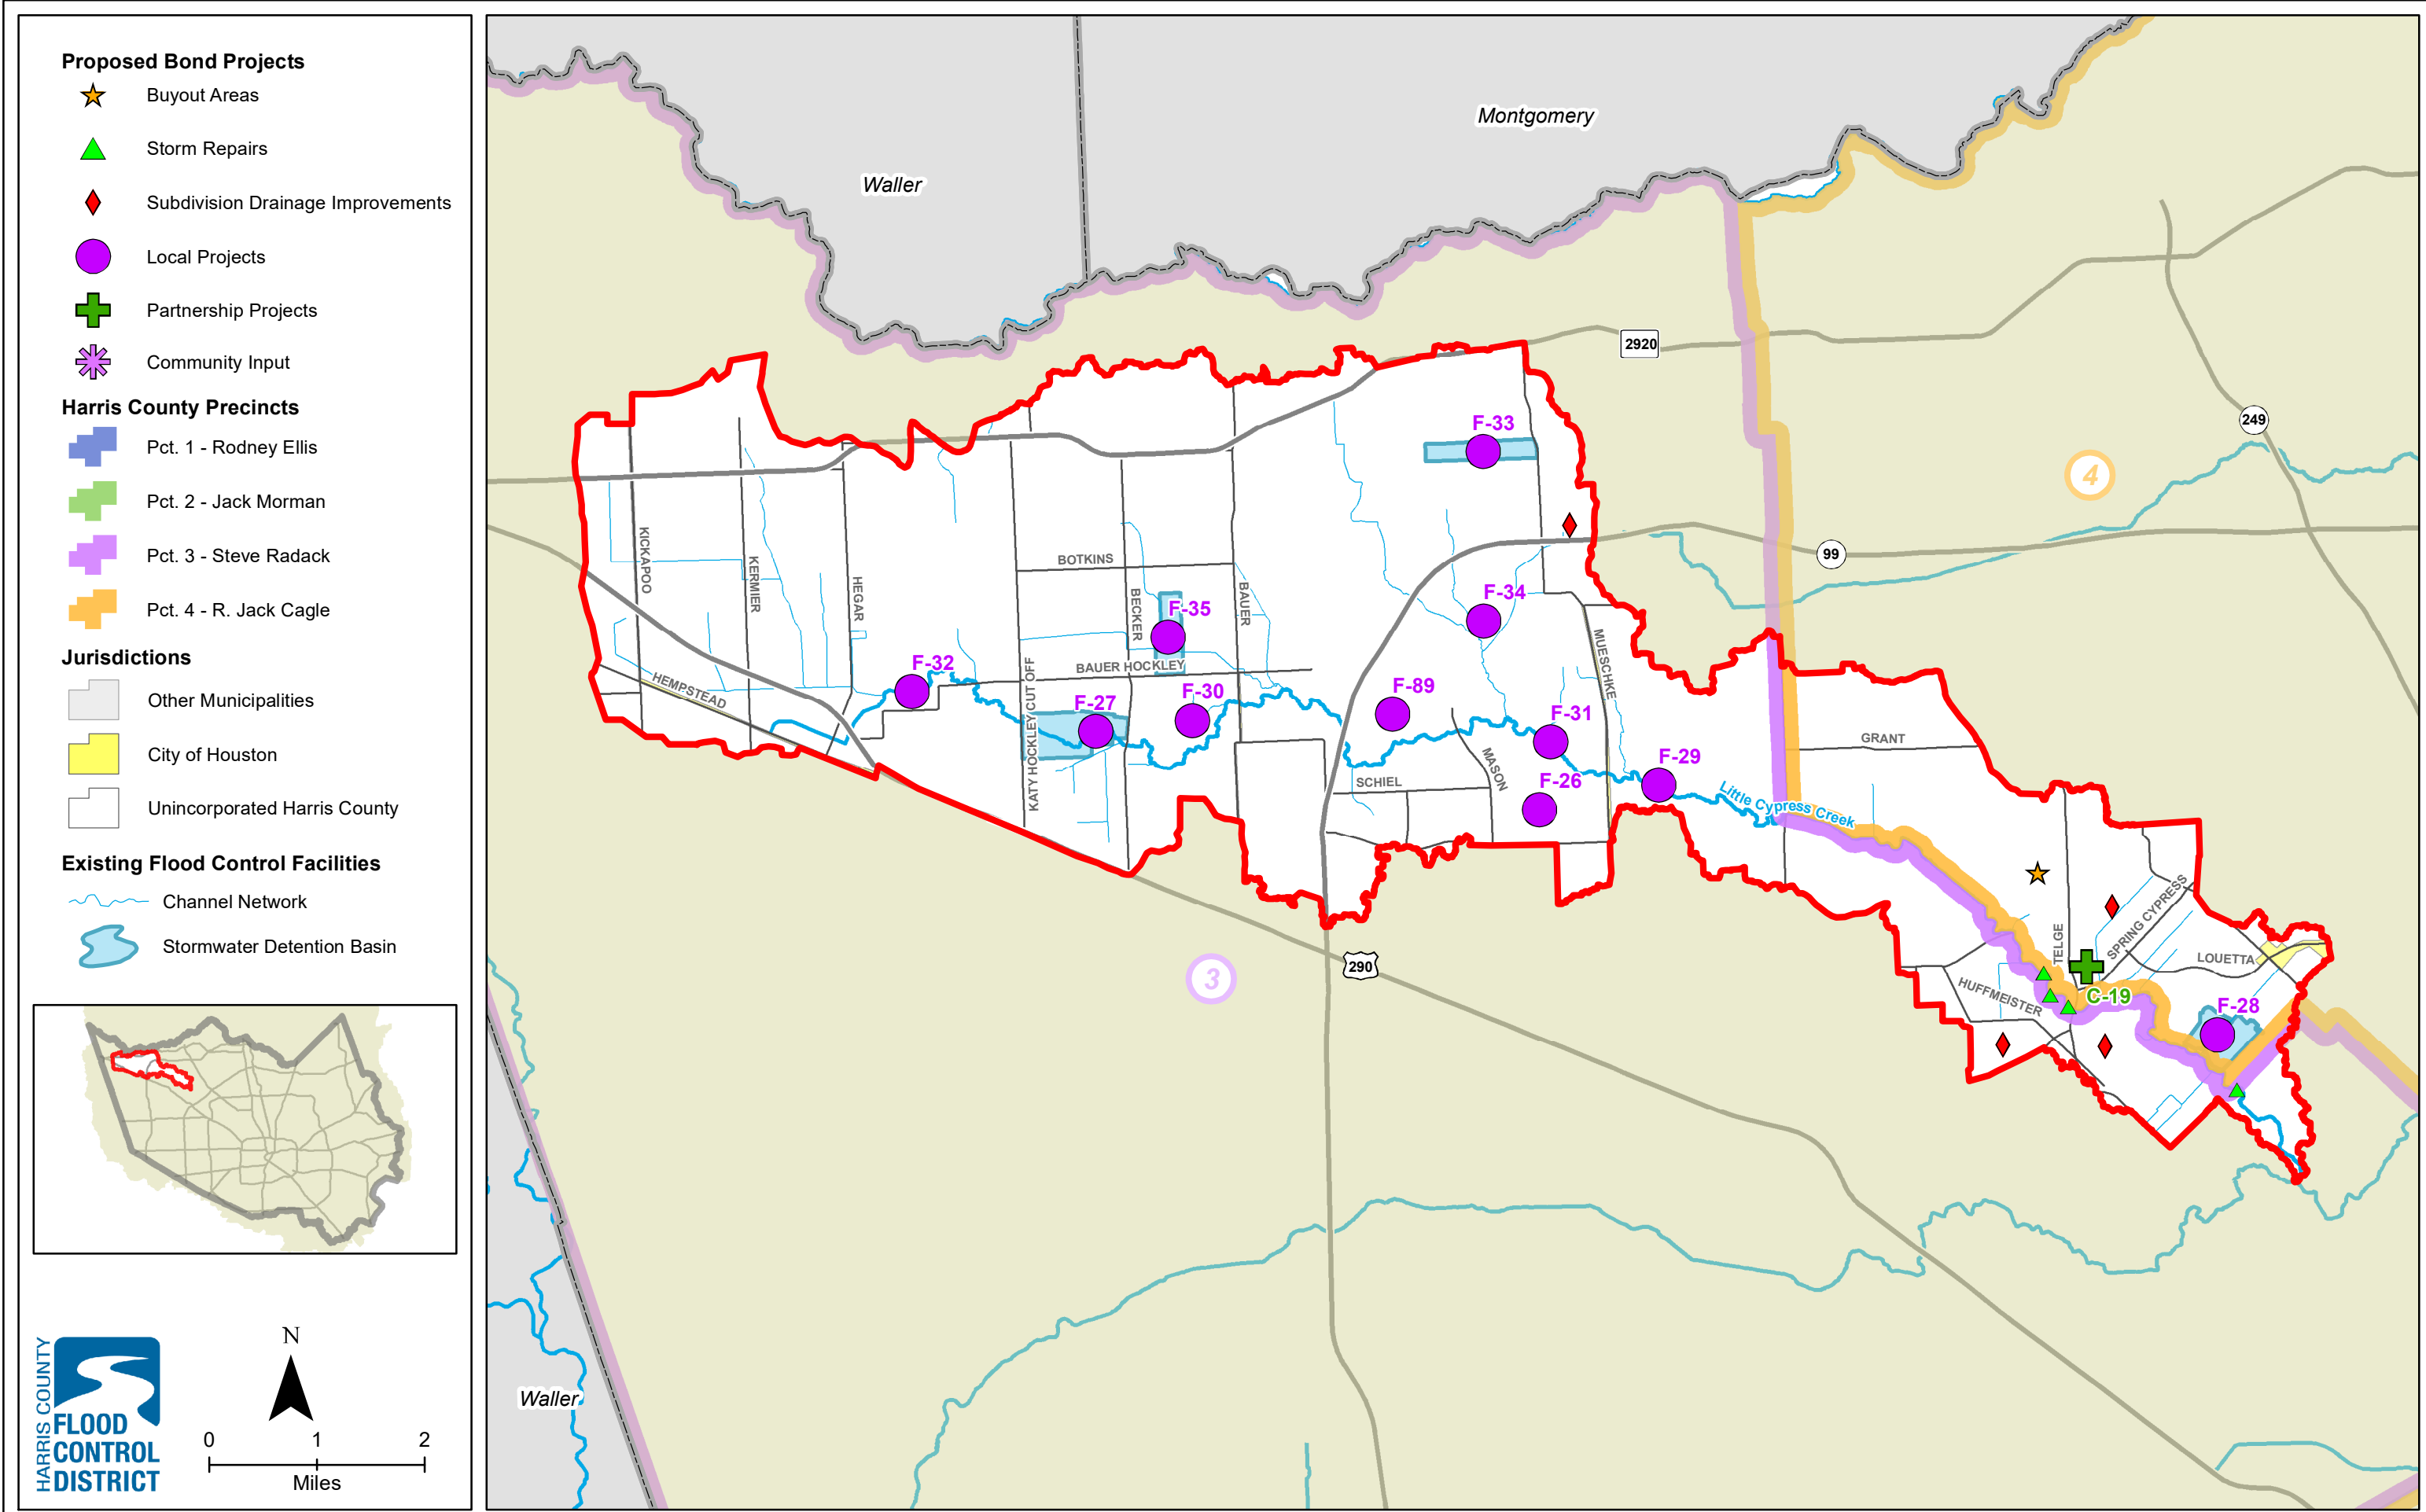 Proposed Bond Projects
Buyout Areas
Storm Repairs
Subdivision Drainage Improvements
Local Projects
Partnership Projects
Community Input
Harris County Precincts
Pct. 1 - Rodney Ellis
Pct. 2 - Jack Morman
Pct. 3 - Steve Radack
Pct. 4 - R. Jack Cagle
Jurisdictions
Other Municipalities
City of Houston
Unincorporated Harris County
Existing Flood Control Facilities
Channel Network
Stormwater Detention Basin
HARRIS COUNTY
FLOOD
CONTROL
DISTRICT
N
0 1 2
Miles
Montgomery
Waller
2920
249
4
99
F-33
KICKAPOO
KERMIER
HEGAR
BOTKINS
BECKER
BAUER
F-35
F-34
MUESCHKE
BAUER HOCKLEY
F-32
HEMPSTEAD
KATY HOCKLEY CUT OFF
F-27
F-30
F-89
F-31
MASON
SCHIEL
F-26
F-29
GRANT
Little Cypress Creek
TELGE
SPRING CYPRESS
LOUETTA
HUFFMEISTER
C-19
F-28
290
3
Waller